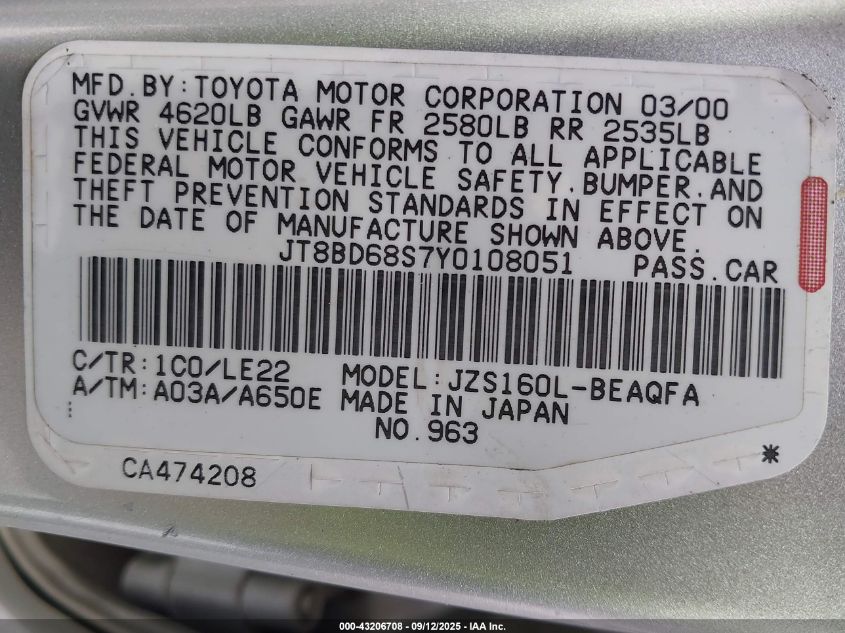 MFD.BY:TOYOTA MOTOR CORPORATION 03/00
GVWR 4620LB GAWR FR 2580LB RR 2535LB
THIS VEHICLE CONFORMS TO ALL APPLICABLE
FEDERAL MOTOR VEHICLE SAFETY.BUMPER.AND
THEFT PREVENTION STANDARDS IN EFFECT ON
THE DATE OF MANUFACTURE SHOWN ABOVE.
JT8BD68S7Y0108051 PASS.CAR
C/TR:1C0/LE22 MODEL:JZS160L-BEAQFA
A/TM:A03A/A650E MADE IN JAPAN
NO.963
CA474208
000-43206708 - 09/12/2025 - IAA Inc.